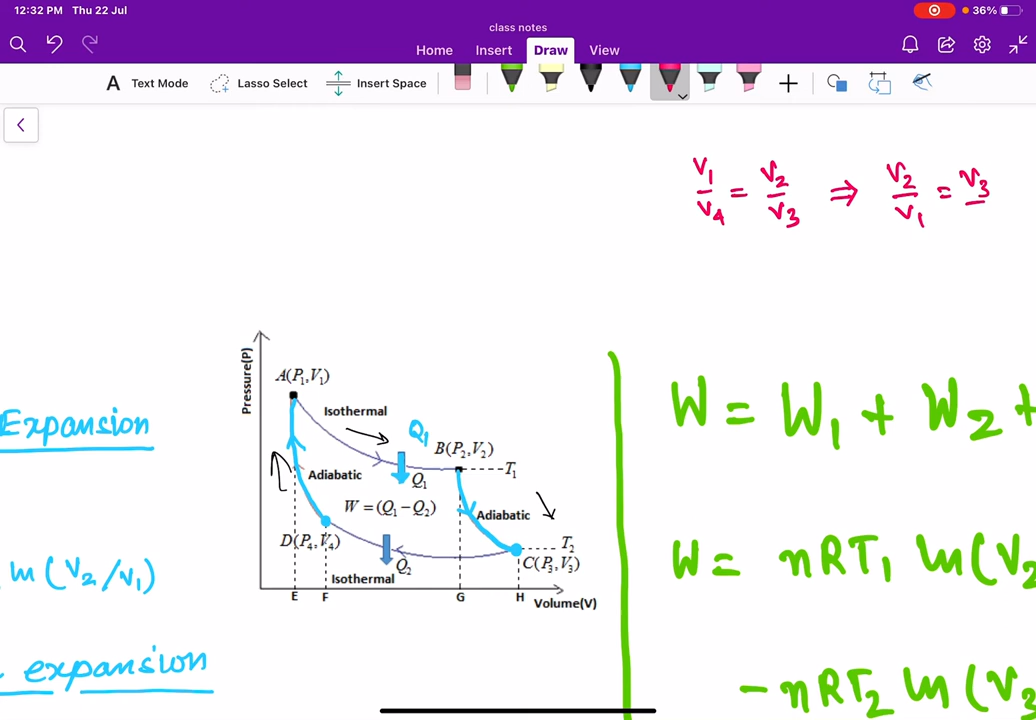 12:32 PM Thu 22 Jul
36%
class notes
Home Insert Draw View
A Text Mode Lasso Select Insert Space
V₁/V₄ = V₂/V₃ ⇒ V₂/V₁ = V₃
Pressure(P)
A(P₁,V₁)
Isothermal
Q₁
B(P₂,V₂)
T₁
Adiabatic
Q₁
W = (Q₁−Q₂)
Adiabatic
D(P₄,V₄)
T₂
Q₂
C(P₃,V₃)
Isothermal
E F G H
Volume(V)
Expansion
ln (V₂/V₁)
expansion
W = W₁ + W₂ +
W = nRT₁ ln(V₂
− nRT₂ ln(V₃